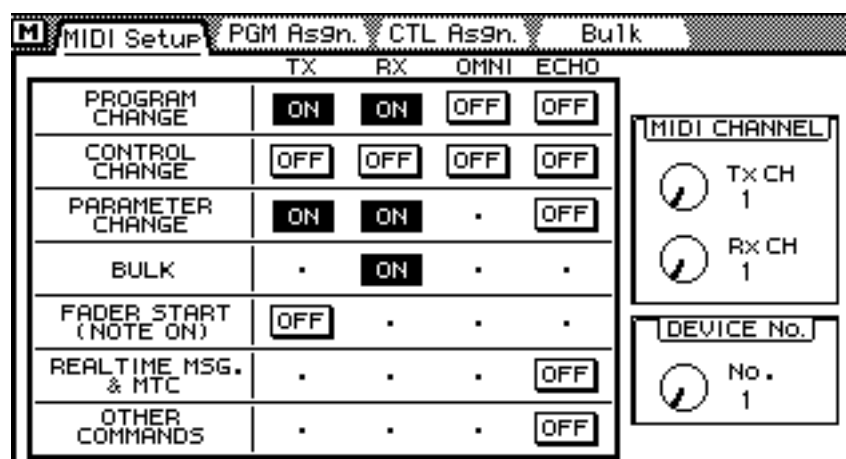 M MIDI Setup PGM Asgn. CTL Asgn. Bulk
TX RX OMNI ECHO
PROGRAM
CHANGE
ON ON OFF OFF
CONTROL
CHANGE
OFF OFF OFF OFF
PARAMETER
CHANGE
ON ON · OFF
BULK
· ON · ·
FADER START
(NOTE ON)
OFF · · ·
REALTIME MSG.
& MTC
· · · OFF
OTHER
COMMANDS
· · · OFF
MIDI CHANNEL
Tx CH
1
Rx CH
1
DEVICE No.
No.
1